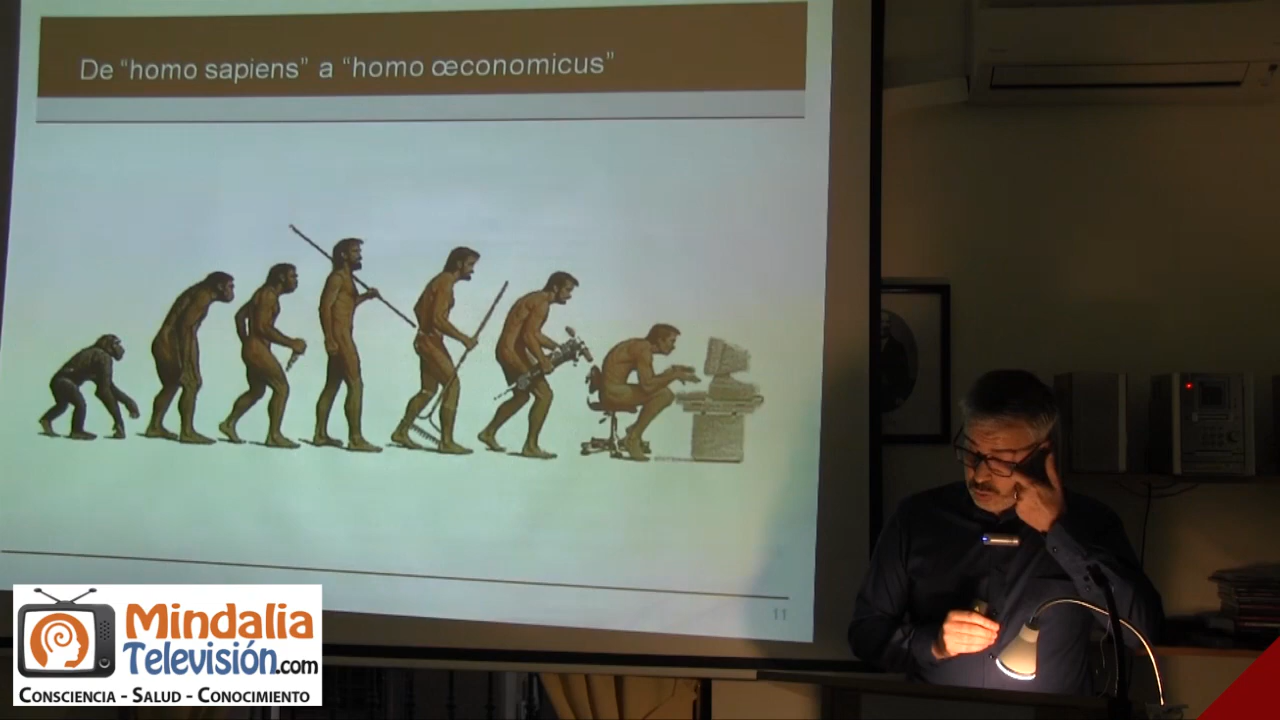 De “homo sapiens” a “homo œconomicus”
11
Mindalia
Televisión.com
CONSCIENCIA - SALUD - CONOCIMIENTO